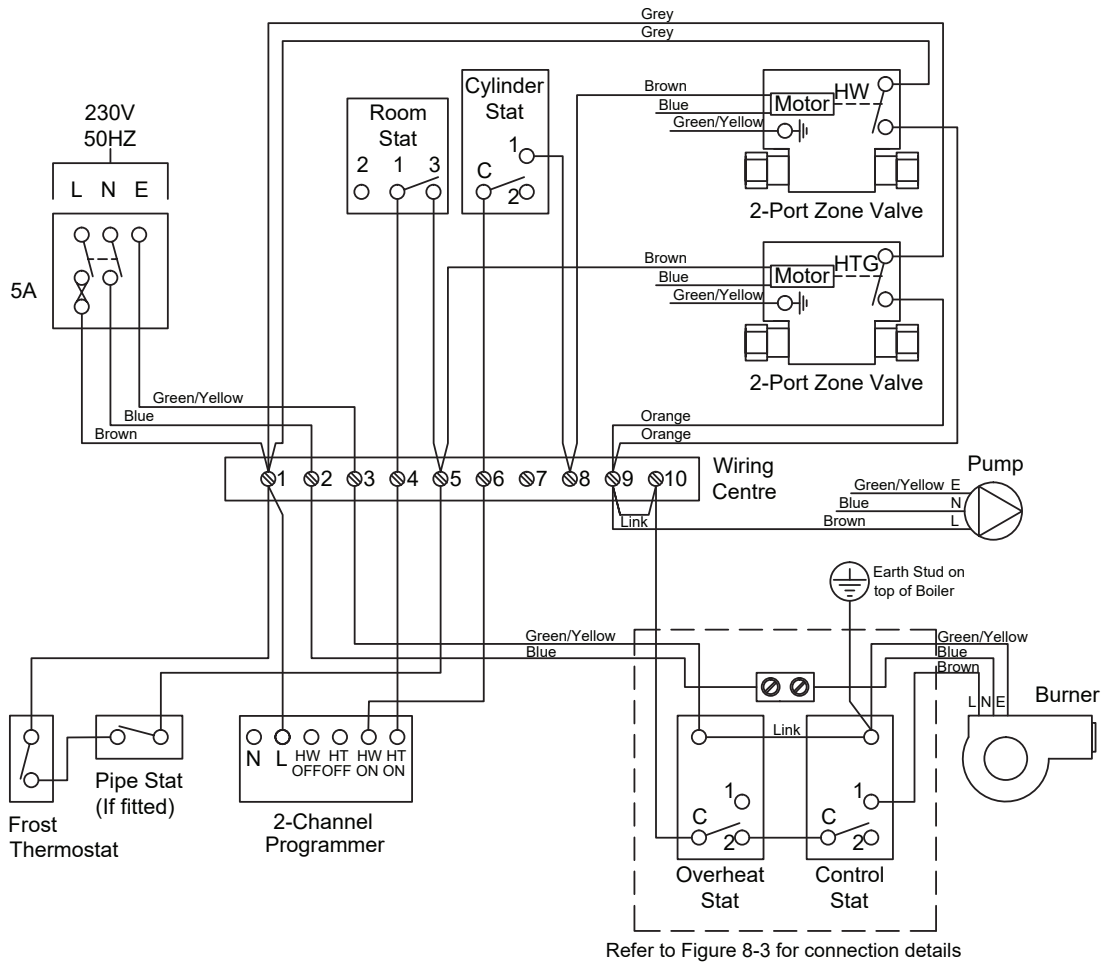 Grey
Grey
230V
50HZ
L N E
5A
Room
Stat
2 1 3
Cylinder
Stat
1
C
2
Brown
Blue
Green/Yellow
Motor
HW
2-Port Zone Valve
Brown
Blue
Green/Yellow
Motor
HTG
2-Port Zone Valve
Green/Yellow
Blue
Brown
Orange
Orange
1 2 3 4 5 6 7 8 9 10
Wiring
Centre
Link
Pump
Green/Yellow E
Blue N
Brown L
Earth Stud on
top of Boiler
Green/Yellow
Blue
Green/Yellow
Blue
Brown
L N E
Burner
Link
1
C
2
Overheat
Stat
1
C
2
Control
Stat
Frost
Thermostat
Pipe Stat
(If fitted)
N L HW OFF HT OFF HW ON HT ON
2-Channel
Programmer
Refer to Figure 8-3 for connection details